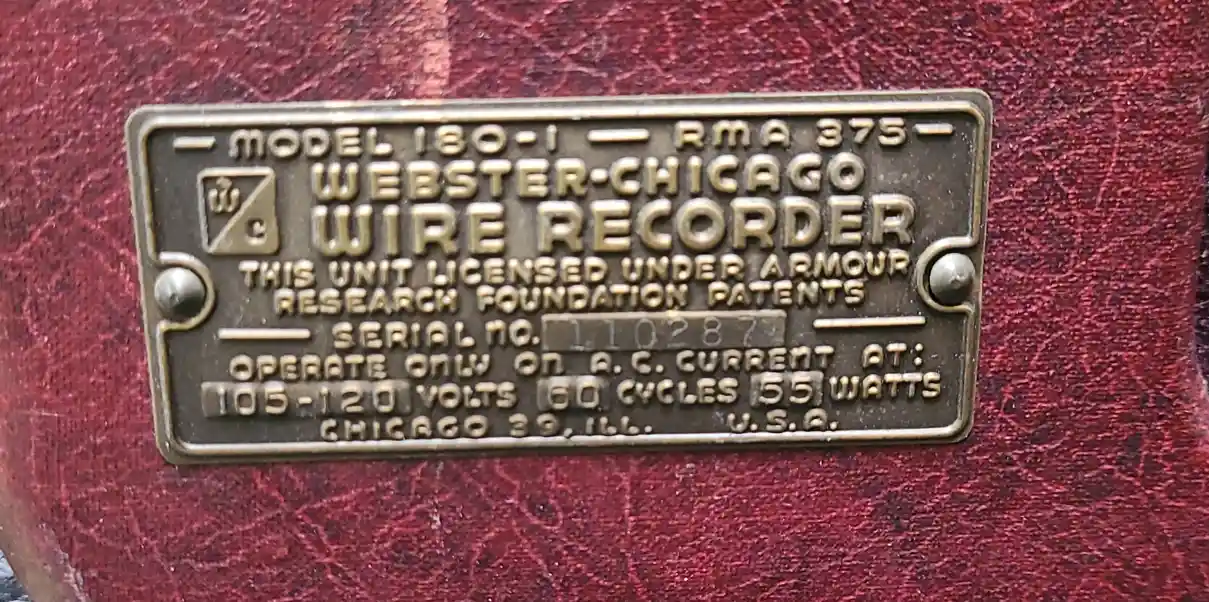 — MODEL 180-1 — RMA 375 —
W C
WEBSTER-CHICAGO
WIRE RECORDER
THIS UNIT LICENSED UNDER ARMOUR
RESEARCH FOUNDATION PATENTS
— SERIAL NO. 110287 —
OPERATE ONLY ON A.C. CURRENT AT:
105-120 VOLTS 60 CYCLES 55 WATTS
CHICAGO 39, ILL. U.S.A.